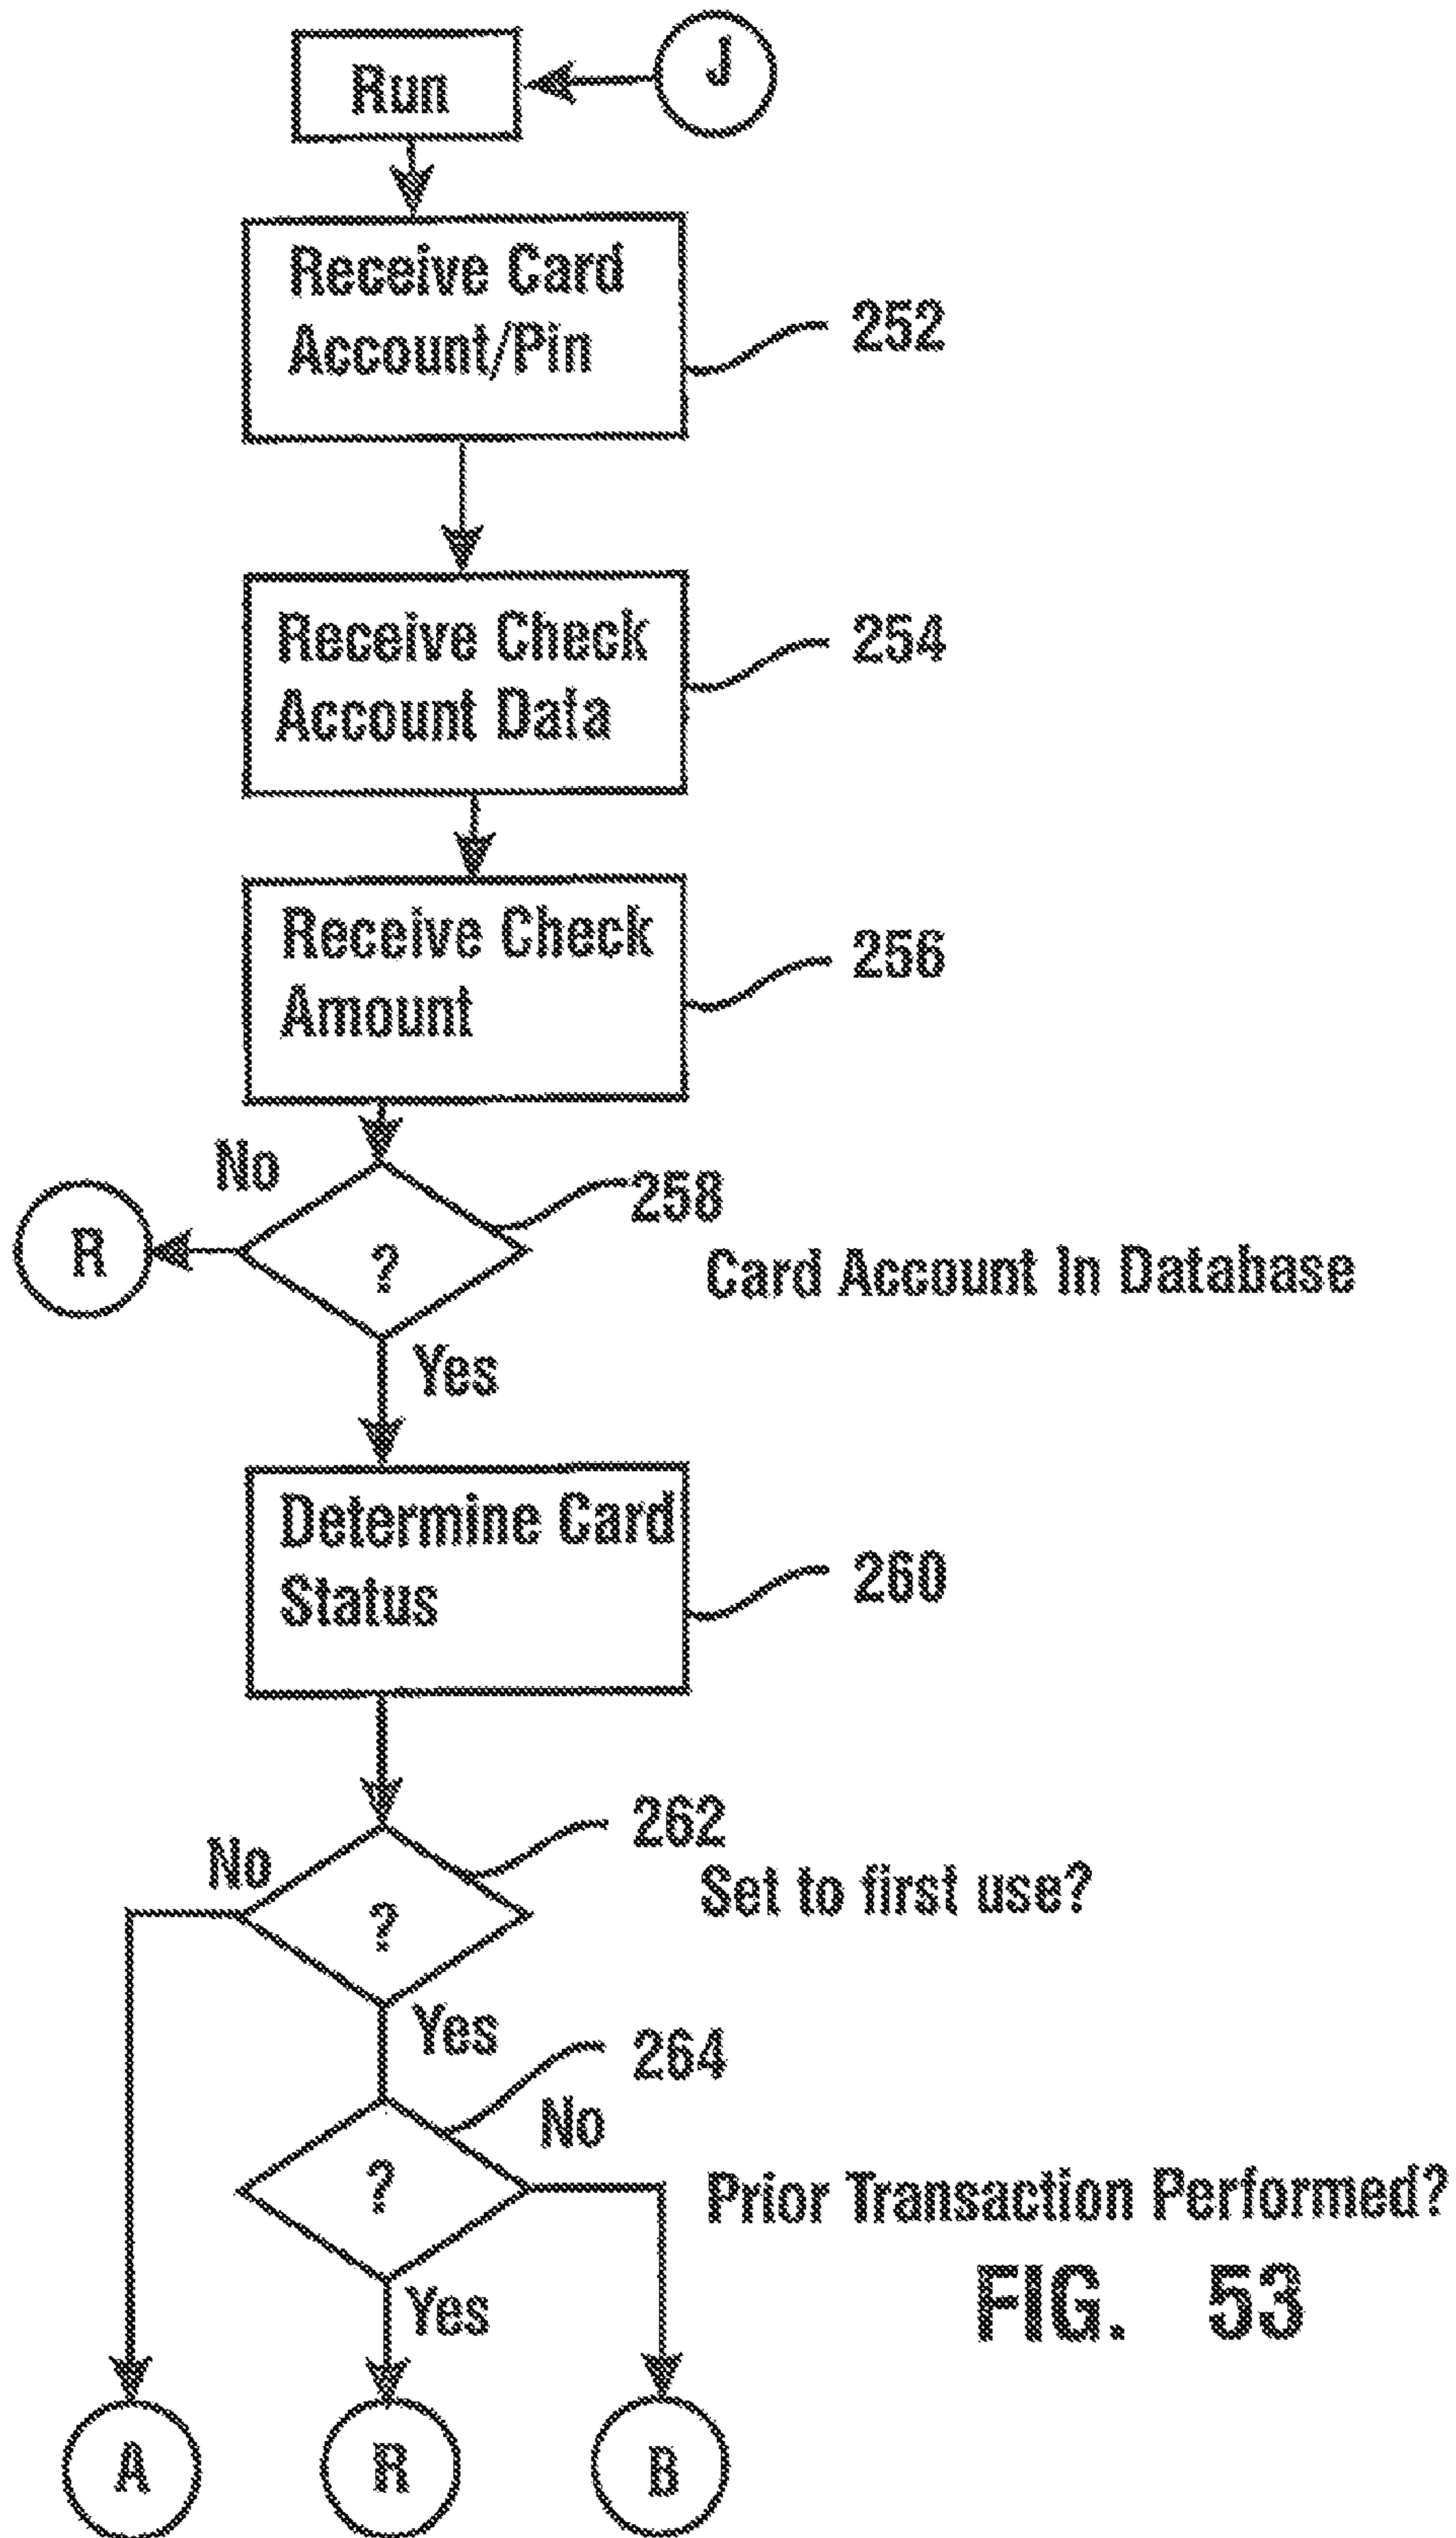 Run
J
Receive Card
Account/Pin
252
Receive Check
Account Data
254
Receive Check
Amount
256
No
258
R
?
Card Account In Database
Yes
Determine Card
Status
260
262
No
Set to first use?
?
Yes
264
No
?
Prior Transaction Performed?
Yes
FIG. 53
A
R
B